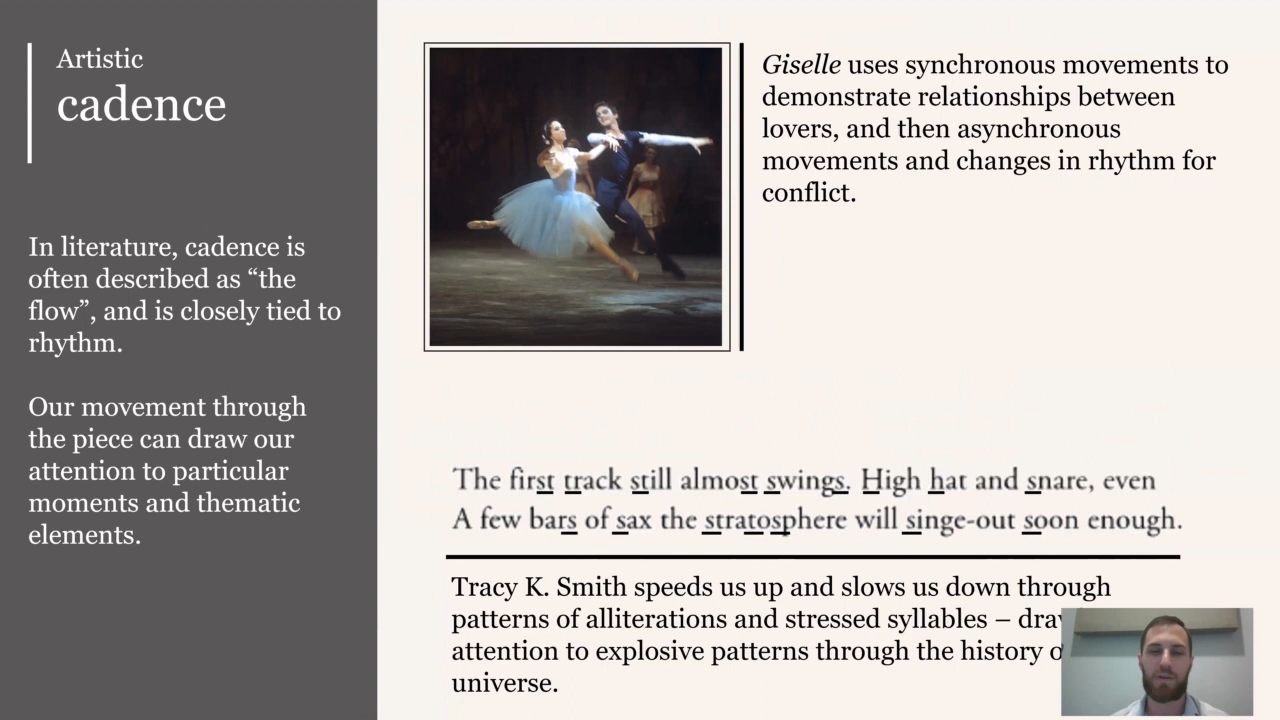 Artistic
cadence
In literature, cadence is
often described as “the
flow”, and is closely tied to
rhythm.
Our movement through
the piece can draw our
attention to particular
moments and thematic
elements.
Giselle uses synchronous movements to
demonstrate relationships between
lovers, and then asynchronous
movements and changes in rhythm for
conflict.
The first track still almost swings. High hat and snare, even
A few bars of sax the stratosphere will singe-out soon enough.
Tracy K. Smith speeds us up and slows us down through
patterns of alliterations and stressed syllables – 
attention to explosive patterns through the history
universe.